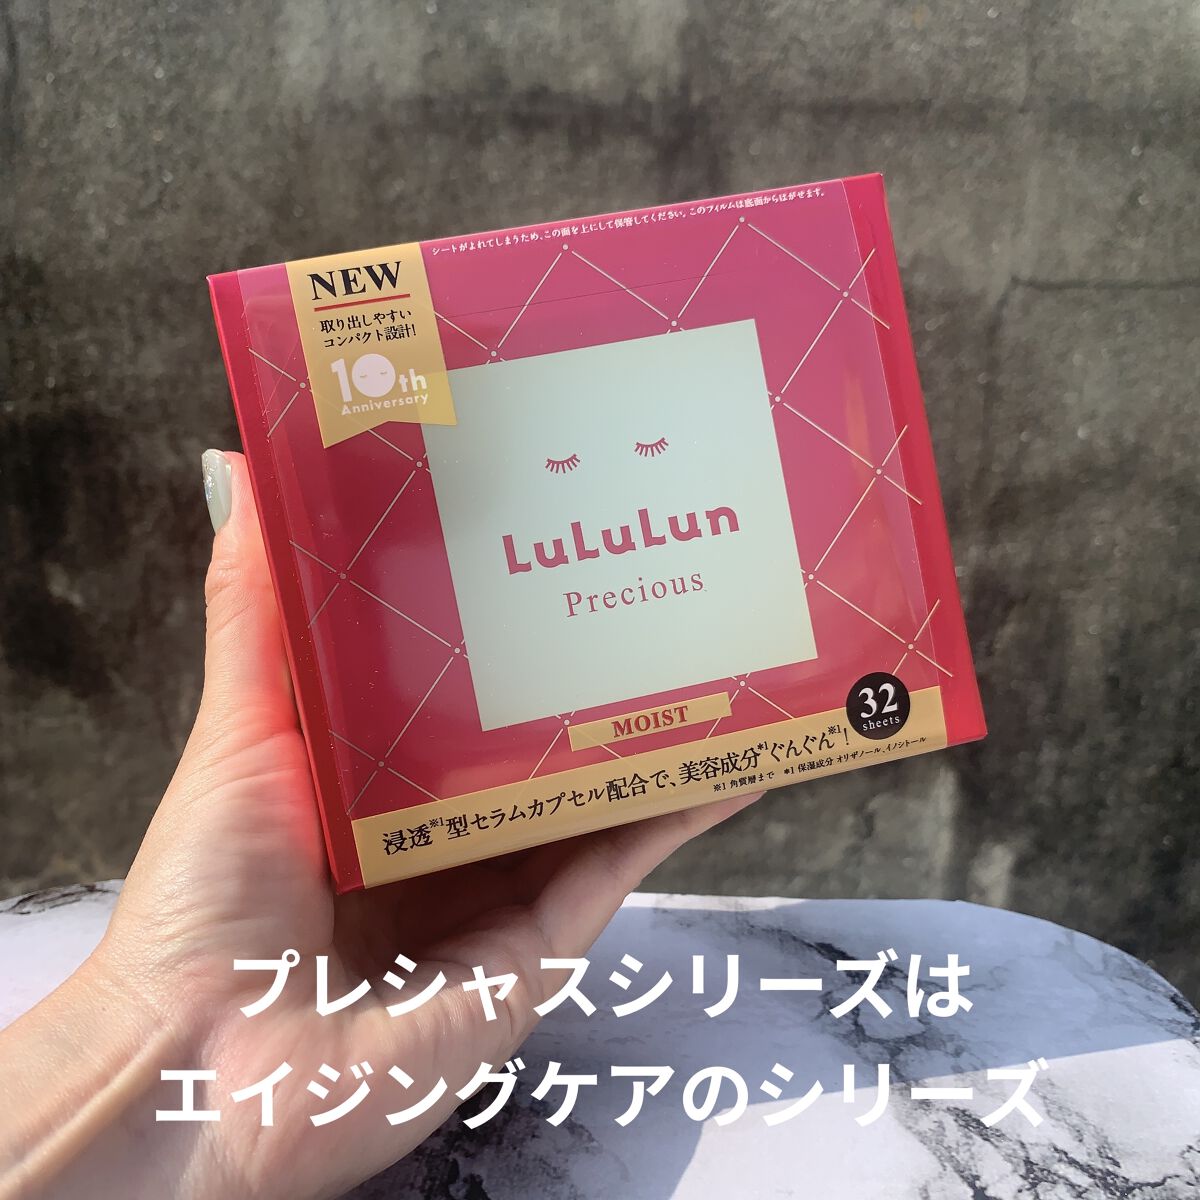 シートがよれてしまうため、この面を上にして保管してください。このフィルムは底面からはがせます。
NEW
取り出しやすい
コンパクト設計!
10th
Anniversary
LuLuLun
Precious
MOIST
32
sheets
浸透※1型セラムカプセル配合で、美容成分*1ぐんぐん※1!
※1 角質層まで *1 保湿成分 オリザノール、イノシトール
プレシャスシリーズは
エイジングケアのシリーズ